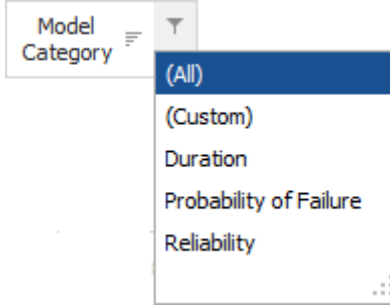 Model
Category
(All)
(Custom)
Duration
Probability of Failure
Reliability